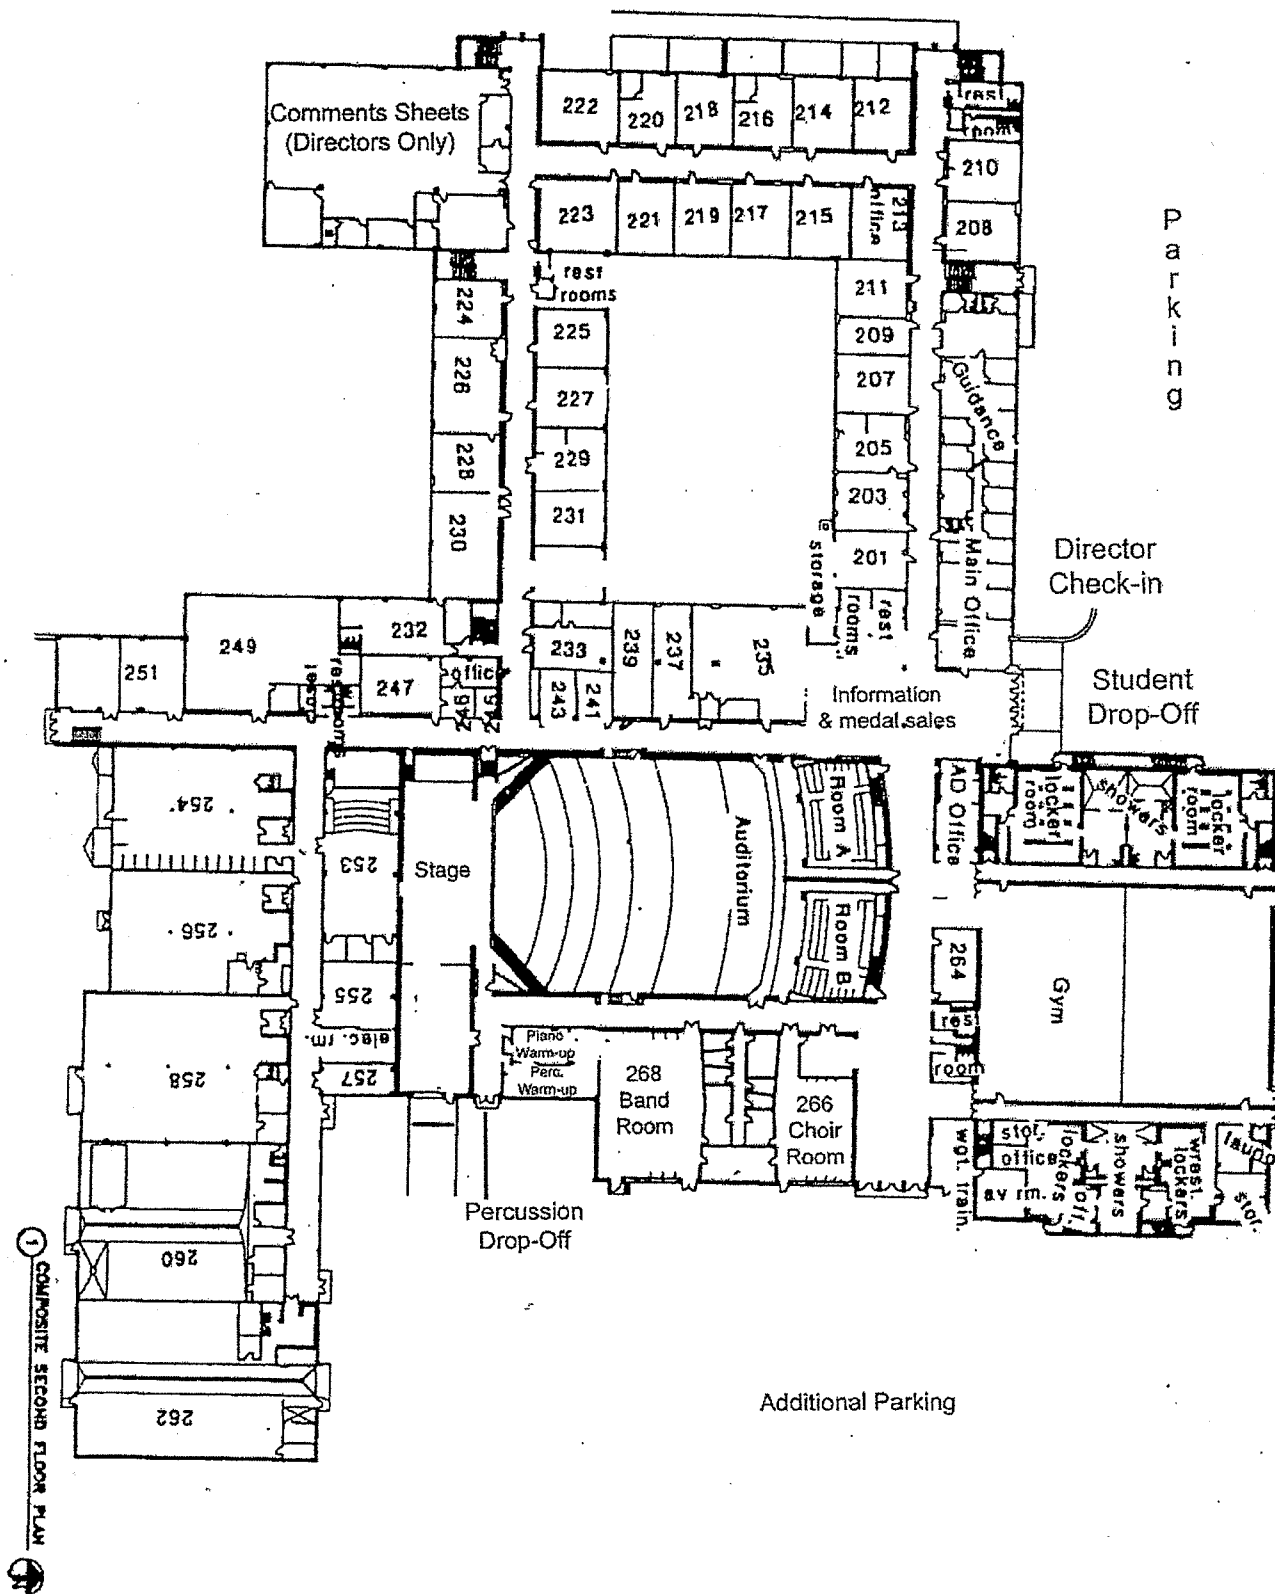 Comments Sheets
(Directors Only)
222
220
218
216
214
212
rest
room
210
208
223
221
219
217
215
213
office
rest
rooms
224
226
228
230
225
227
229
231
211
209
207
205
203
201
storage
rest
rooms
Guidance
Main Office
P
a
r
k
i
n
g
Director
Check-in
Student
Drop-Off
251
249
232
247
233
243
241
239
237
235
Information
& medal sales
254
256
258
260
262
253
255
elec. rm.
257
Stage
Auditorium
Room A
Room B
AD Office
locker
room
showers
locker
room
264
rest
room
Gym
Piano
Warm-up
Perc.
Warm-up
268
Band
Room
266
Choir
Room
wgt. train.
stor.
office
av rm.
lockers
off.
showers
wrest.
lockers
stor.
Percussion
Drop-Off
Additional Parking
1
COMPOSITE SECOND FLOOR PLAN
N